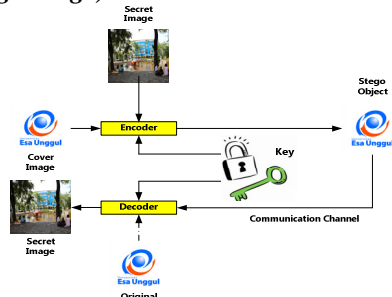 Secret
Image
Stego
Object
Encoder
Esa Unggul
Esa Unggul
Cover
Image
Key
Decoder
Communication Channel
Secret
Image
Esa Unggul